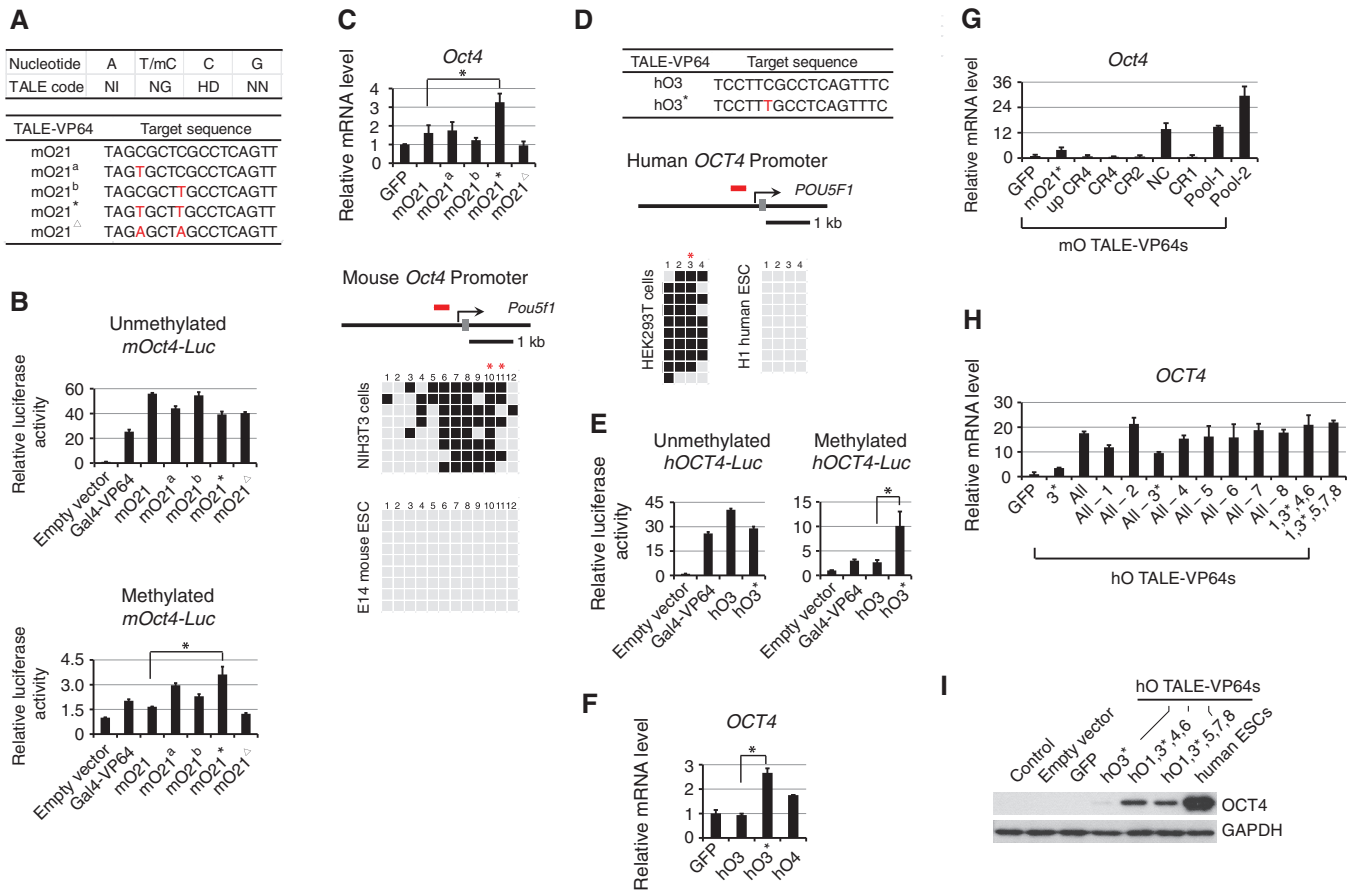 A
Nucleotide A T/mC C G
TALE code NI NG HD NN
TALE-VP64 Target sequence
mO21 TAGCGCTCGCCTCAGTT
mO21a TAGTGCTCGCCTCAGTT
mO21b TAGCGCTTGCCTCAGTT
mO21* TAGTGCTTGCCTCAGTT
mO21△ TAGAGCTAGCCTCAGTT
B
Unmethylated
mOct4-Luc
Relative luciferase
activity
60
40
20
0
Empty vector
Gal4-VP64
mO21
mO21a
mO21b
mO21*
mO21△
Methylated
mOct4-Luc
Relative luciferase
activity
4.5
3.0
1.5
0
*
Empty vector
Gal4-VP64
mO21
mO21a
mO21b
mO21*
mO21△
C
Oct4
Relative mRNA level
4
3
2
1
0
*
GFP
mO21
mO21a
mO21b
mO21*
mO21△
Mouse Oct4 Promoter
Pou5f1
1 kb
* *
1 2 3 4 5 6 7 8 9 10 11 12
NIH3T3 cells
1 2 3 4 5 6 7 8 9 10 11 12
E14 mouse ESC
D
TALE-VP64 Target sequence
hO3 TCCTTCGCCTCAGTTTC
hO3* TCCTTTGCCTCAGTTTC
Human OCT4 Promoter
POU5F1
1 kb
*
1 2 3 4
HEK293T cells
1 2 3 4
H1 human ESC
E
Unmethylated
hOCT4-Luc
Relative luciferase
activity
45
30
15
0
Empty vector
Gal4-VP64
hO3
hO3*
Methylated
hOCT4-Luc
15
10
5
0
*
Empty vector
Gal4-VP64
hO3
hO3*
F
OCT4
Relative mRNA level
3
2
1
0
*
GFP
hO3
hO3*
hO4
G
Oct4
Relative mRNA level
36
24
12
0
GFP
mO21*
up CR4
CR4
CR2
NC
CR1
Pool-1
Pool-2
mO TALE-VP64s
H
OCT4
Relative mRNA level
30
20
10
0
GFP
3*
All
All – 1
All – 2
All – 3*
All – 4
All – 5
All – 6
All – 7
All – 8
1,3*,4,6
1,3*,5,7,8
hO TALE-VP64s
I
hO TALE-VP64s
Control
Empty vector
GFP
hO3*
hO1,3*,4,6
hO1,3*,5,7,8
human ESCs
OCT4
GAPDH